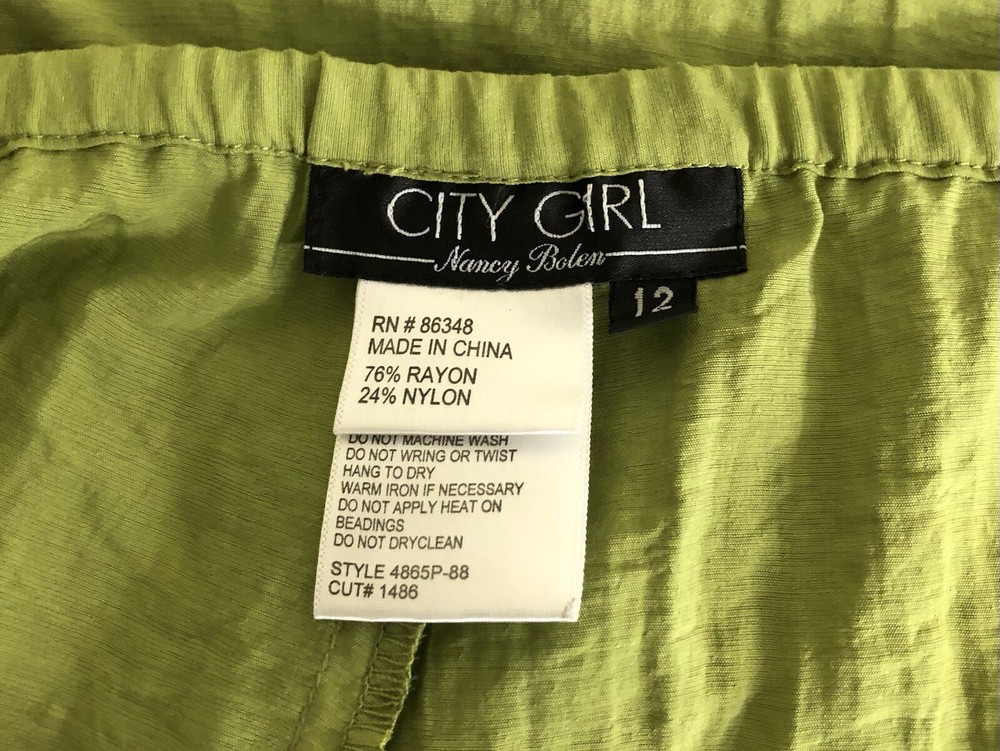 CITY GIRL
Nancy Bolen
12
RN # 86348
MADE IN CHINA
76% RAYON
24% NYLON
DO NOT MACHINE WASH
DO NOT WRING OR TWIST
HANG TO DRY
WARM IRON IF NECESSARY
DO NOT APPLY HEAT ON
BEADINGS
DO NOT DRYCLEAN
STYLE 4865P-88
CUT# 1486